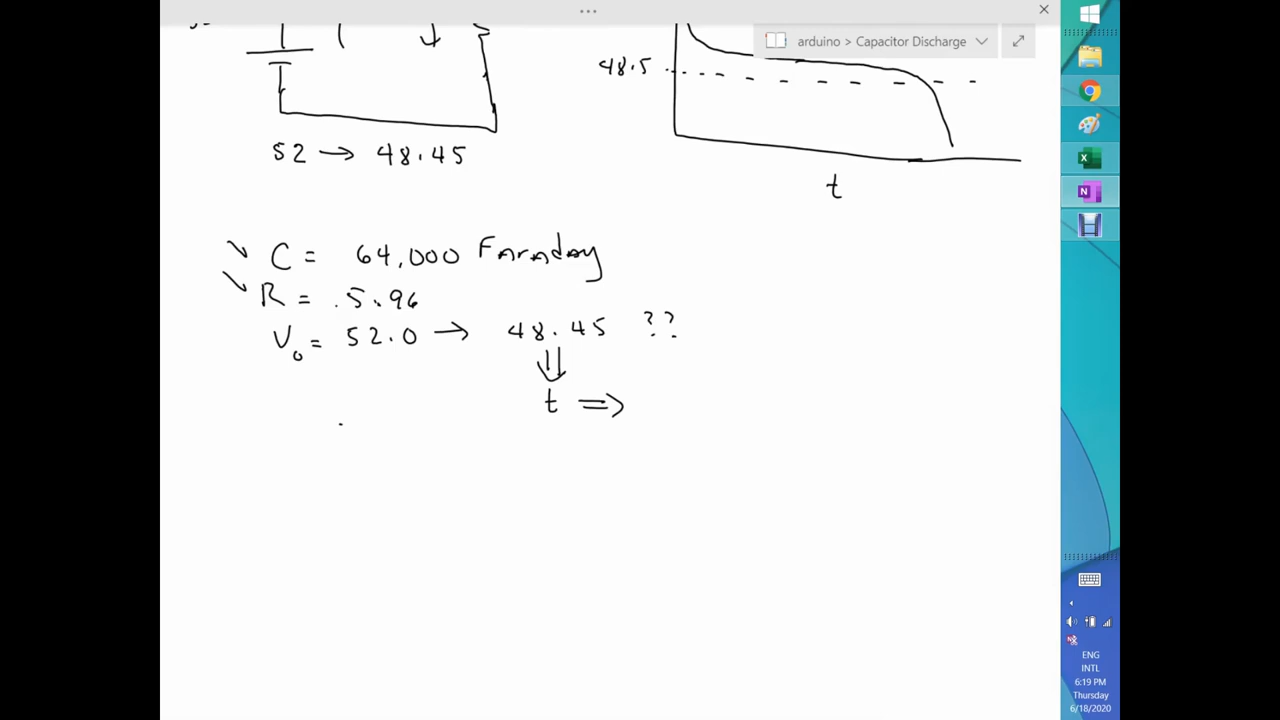 arduino > Capacitor Discharge
48.5
52 → 48.45
t
C = 64,000 Faraday
R = .5.96
V₀ = 52.0 → 48.45 ??
t ⇒
ENG
INTL
6:19 PM
Thursday
6/18/2020